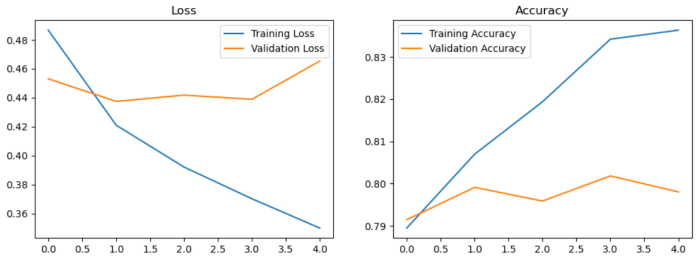 Loss
Training Loss
Validation Loss
0.48
0.46
0.44
0.42
0.40
0.38
0.36
0.0 0.5 1.0 1.5 2.0 2.5 3.0 3.5 4.0
Accuracy
Training Accuracy
Validation Accuracy
0.83
0.82
0.81
0.80
0.79
0.0 0.5 1.0 1.5 2.0 2.5 3.0 3.5 4.0